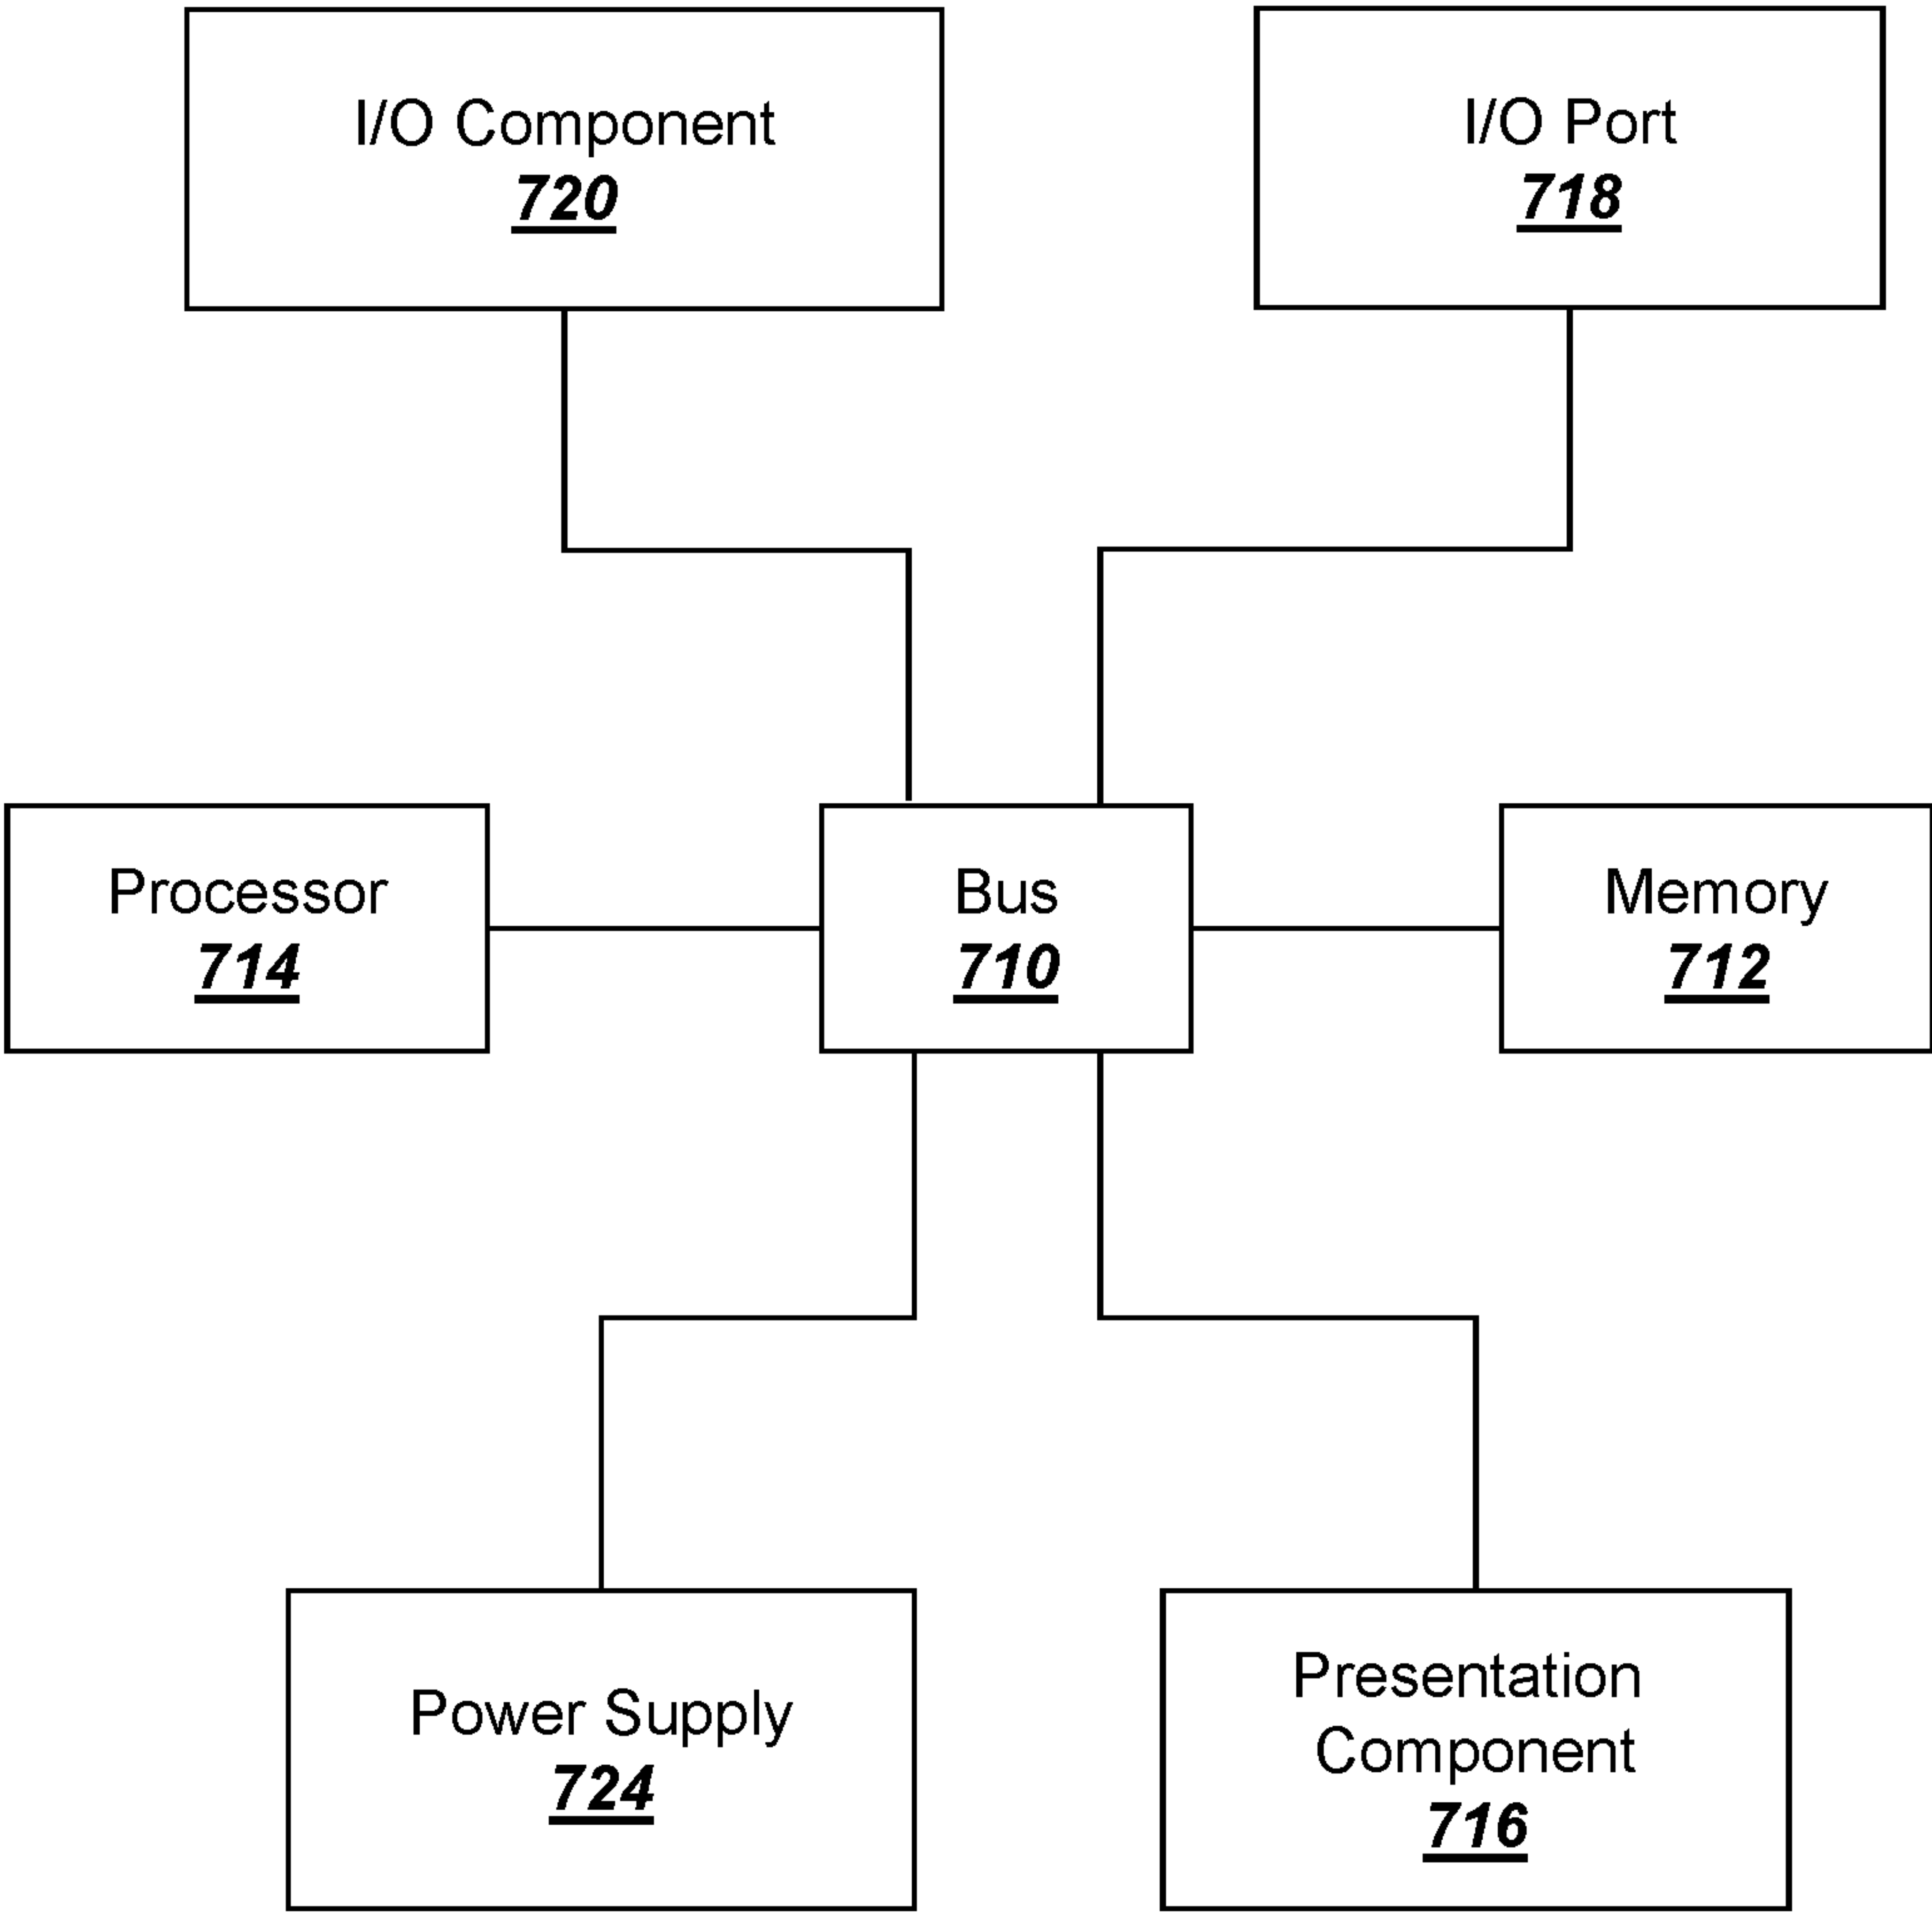 I/O Component
720
I/O Port
718
Processor
714
Bus
710
Memory
712
Power Supply
724
Presentation
Component
716